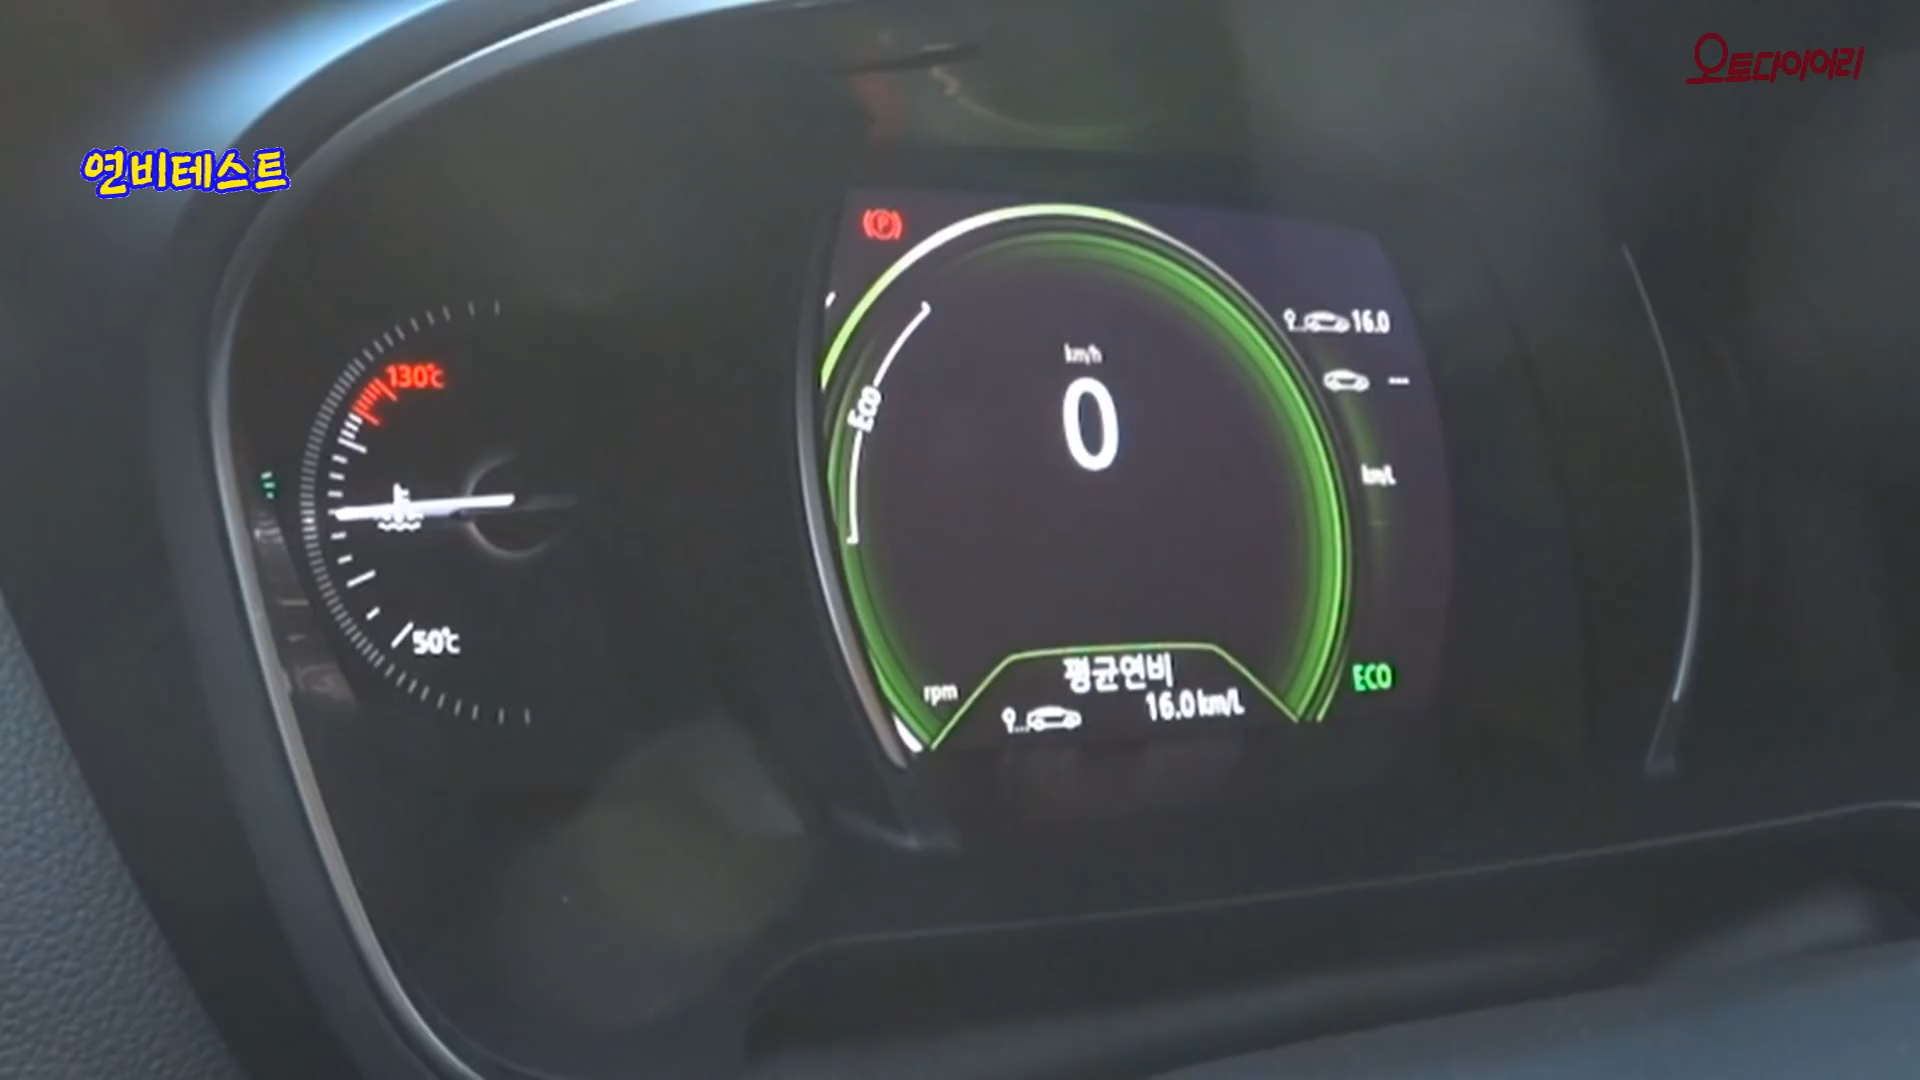 오토다이어리
연비테스트
130℃
50℃
Eco
km/h
0
16.0
---
km/L
ECO
rpm
평균연비
16.0 km/L